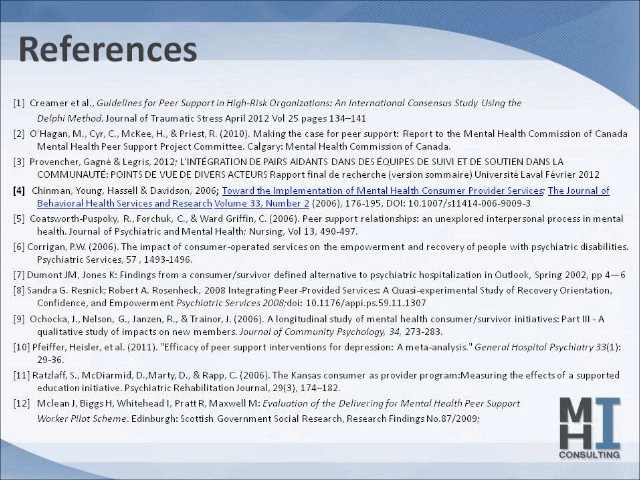 References
[1] Creamer et al., Guidelines for Peer Support in High-Risk Organizations: An International Consensus Study Using the
Delphi Method. Journal of Traumatic Stress April 2012 Vol 25 pages 134–141
[2] O'Hagan, M., Cyr, C., McKee, H., & Priest, R. (2010). Making the case for peer support: Report to the Mental Health Commission of Canada
Mental Health Peer Support Project Committee. Calgary: Mental Health Commission of Canada.
[3] Provencher, Gagné & Legris, 2012; L'INTÉGRATION DE PAIRS AIDANTS DANS DES ÉQUIPES DE SUIVI ET DE SOUTIEN DANS LA
COMMUNAUTÉ: POINTS DE VUE DE DIVERS ACTEURS Rapport final de recherche (version sommaire) Université Laval Février 2012
[4] Chinman, Young, Hassell & Davidson, 2006; Toward the Implementation of Mental Health Consumer Provider Services; The Journal of
Behavioral Health Services and Research Volume 33, Number 2 (2006), 176-195, DOI: 10.1007/s11414-006-9009-3
[5] Coatsworth-Puspoky, R., Forchuk, C., & Ward Griffin, C. (2006). Peer support relationships: an unexplored interpersonal process in mental
health. Journal of Psychiatric and Mental Health; Nursing, Vol 13, 490-497.
[6] Corrigan, P.W. (2006). The impact of consumer-operated services on the empowerment and recovery of people with psychiatric disabilities.
Psychiatric Services, 57 , 1493-1496.
[7] Dumont JM, Jones K: Findings from a consumer/survivor defined alternative to psychiatric hospitalization in Outlook, Spring 2002, pp 4—6
[8] Sandra G. Resnick; Robert A. Rosenheck, 2008 Integrating Peer-Provided Services: A Quasi-experimental Study of Recovery Orientation,
Confidence, and Empowerment Psychiatric Services 2008;doi: 10.1176/appi.ps.59.11.1307
[9] Ochocka, J., Nelson, G., Janzen, R., & Trainor, J. (2006). A longitudinal study of mental health consumer/survivor initiatives: Part III - A
qualitative study of impacts on new members. Journal of Community Psychology, 34, 273-283.
[10] Pfeiffer, Heisler, et al. (2011). "Efficacy of peer support interventions for depression: A meta-analysis." General Hospital Psychiatry 33(1):
29-36.
[11] Ratzlaff, S., McDiarmid, D.,Marty, D., & Rapp, C. (2006). The Kansas consumer as provider program:Measuring the effects of a supported
education initiative. Psychiatric Rehabilitation Journal, 29(3), 174–182.
[12] Mclean J, Biggs H, Whitehead I, Pratt R, Maxwell M: Evaluation of the Delivering for Mental Health Peer Support
Worker Pilot Scheme. Edinburgh: Scottish Government Social Research, Research Findings No.87/2009;
MHI
CONSULTING